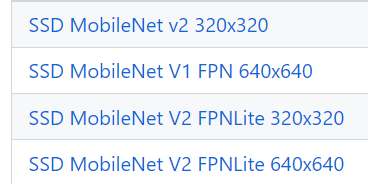 SSD MobileNet v2 320x320
SSD MobileNet V1 FPN 640x640
SSD MobileNet V2 FPNLite 320x320
SSD MobileNet V2 FPNLite 640x640